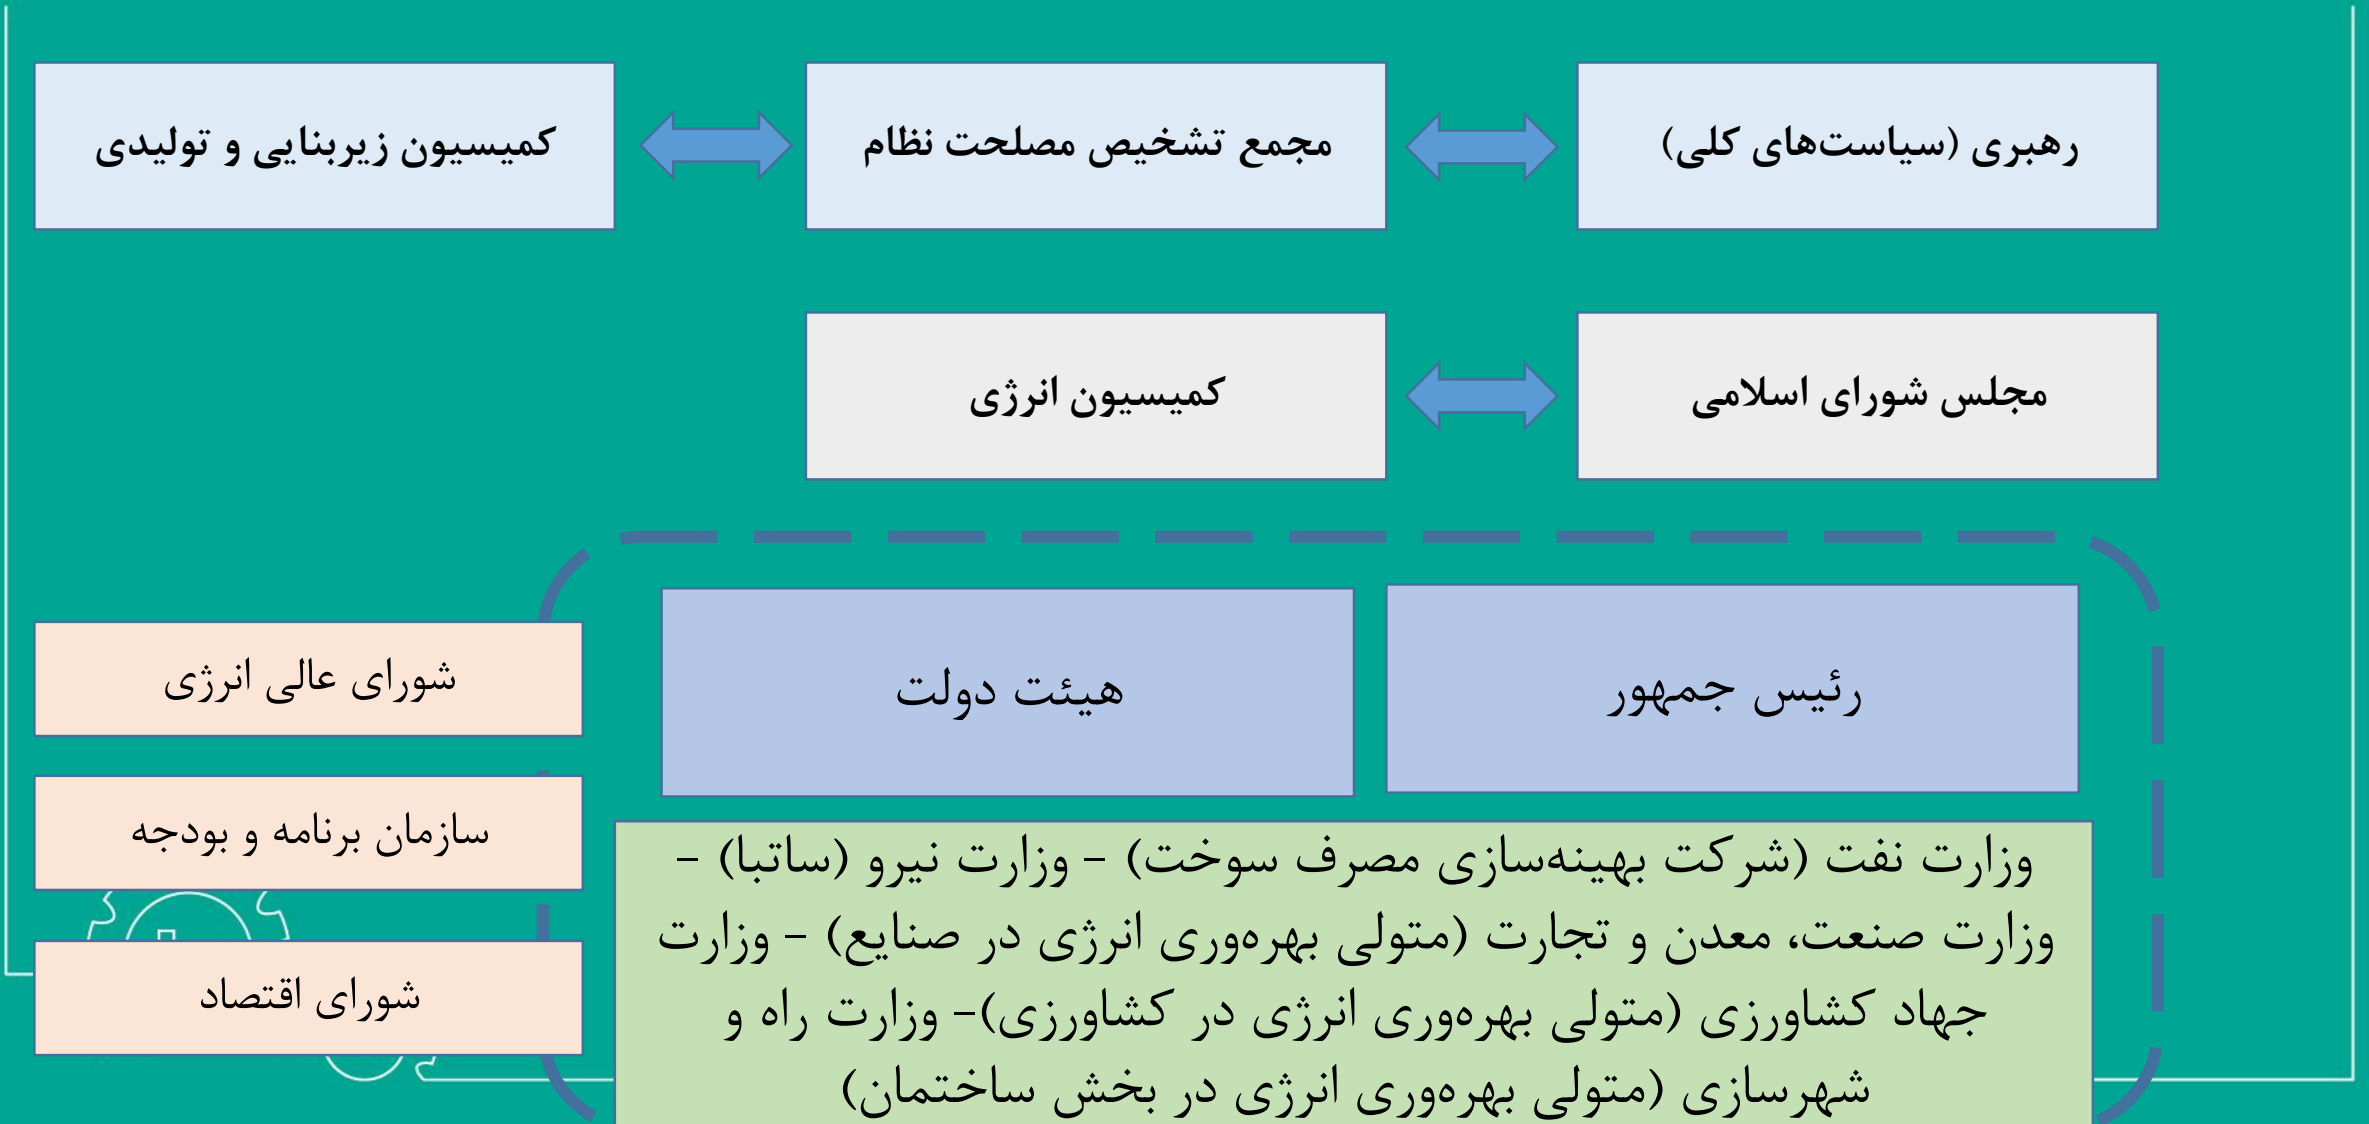 رهبری (سیاست‌های کلی)
مجمع تشخیص مصلحت نظام
کمیسیون زیربنایی و تولیدی
مجلس شورای اسلامی
کمیسیون انرژی
رئیس جمهور
هیئت دولت
شورای عالی انرژی
سازمان برنامه و بودجه
شورای اقتصاد
وزارت نفت (شرکت بهینه‌سازی مصرف سوخت) – وزارت نیرو (ساتبا) –
وزارت صنعت، معدن و تجارت (متولی بهره‌وری انرژی در صنایع) – وزارت
جهاد کشاورزی (متولی بهره‌وری انرژی در کشاورزی)– وزارت راه و
شهرسازی (متولی بهره‌وری انرژی در بخش ساختمان)